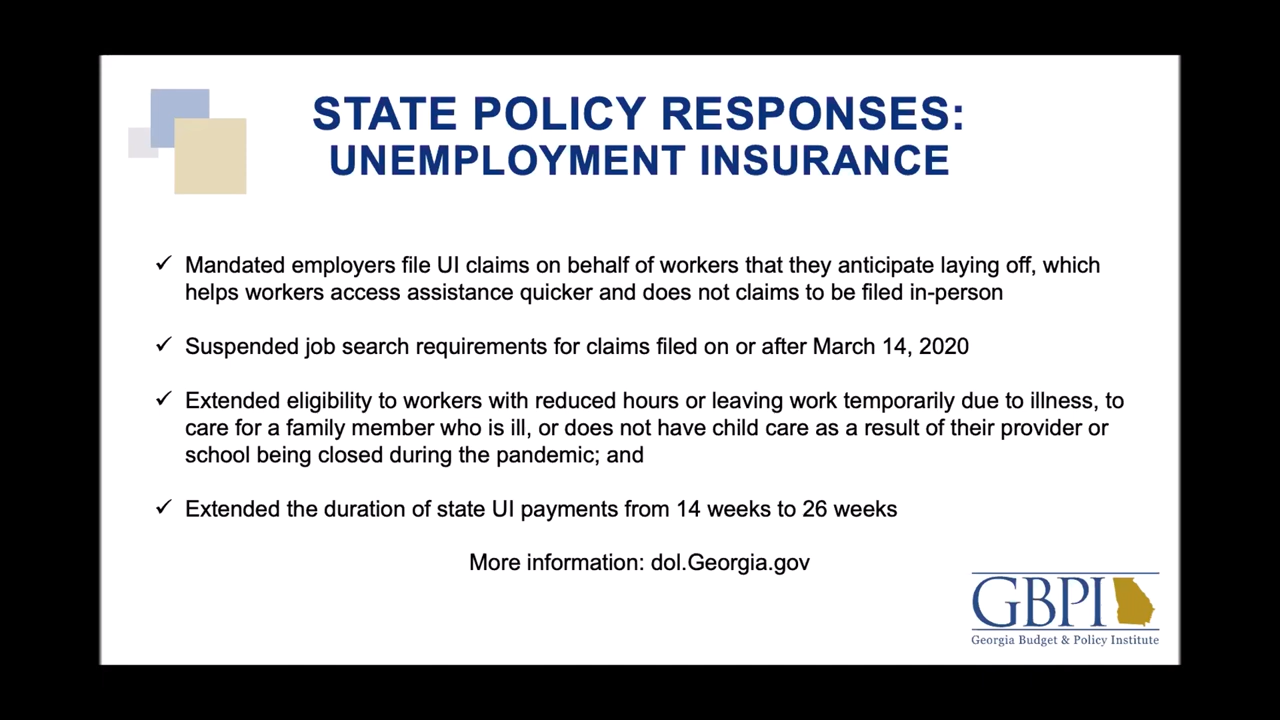 STATE POLICY RESPONSES:
UNEMPLOYMENT INSURANCE
✓ Mandated employers file UI claims on behalf of workers that they anticipate laying off, which
helps workers access assistance quicker and does not claims to be filed in-person
✓ Suspended job search requirements for claims filed on or after March 14, 2020
✓ Extended eligibility to workers with reduced hours or leaving work temporarily due to illness, to
care for a family member who is ill, or does not have child care as a result of their provider or
school being closed during the pandemic; and
✓ Extended the duration of state UI payments from 14 weeks to 26 weeks
More information: dol.Georgia.gov
GBPI
Georgia Budget & Policy Institute